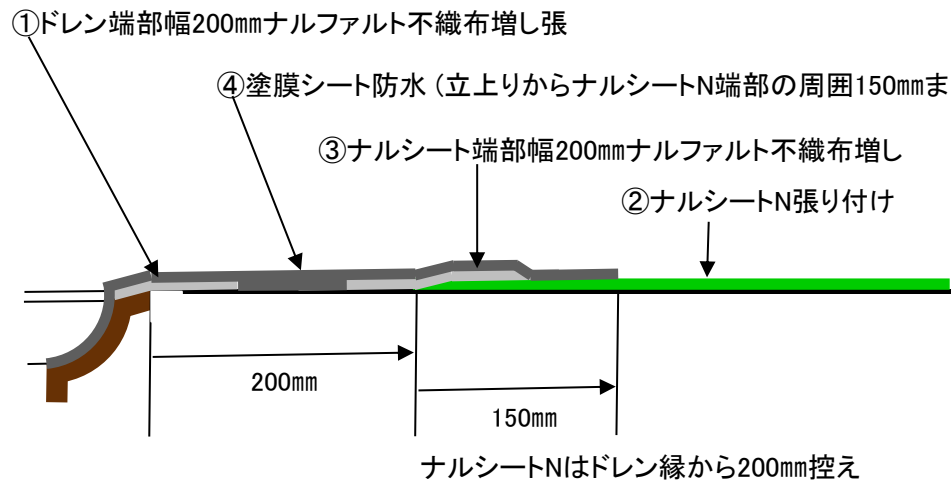 ①ドレン端部幅200㎜ナルファルト不織布増し張
④塗膜シート防水（立上りからナルシートN端部の周囲150㎜ま
③ナルシート端部幅200㎜ナルファルト不織布増し
②ナルシートN張り付け
200㎜
150㎜
ナルシートNはドレン縁から200㎜控え